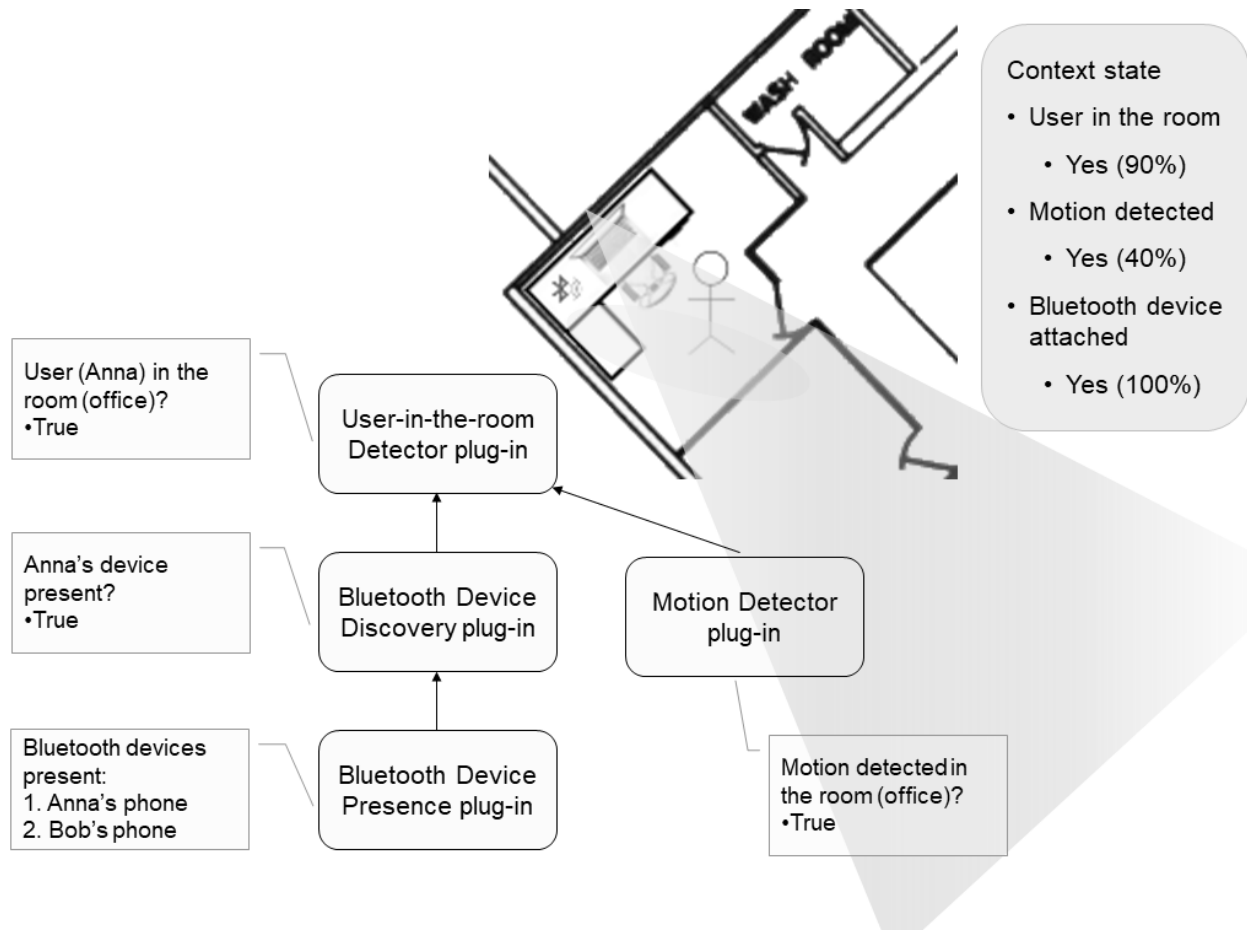 WASH ROOM
Context state
• User in the room
• Yes (90%)
• Motion detected
• Yes (40%)
• Bluetooth device
attached
• Yes (100%)
User (Anna) in the
room (office)?
•True
User-in-the-room
Detector plug-in
Anna’s device
present?
•True
Bluetooth Device
Discovery plug-in
Motion Detector
plug-in
Bluetooth devices
present:
1. Anna’s phone
2. Bob’s phone
Bluetooth Device
Presence plug-in
Motion detected in
the room (office)?
•True